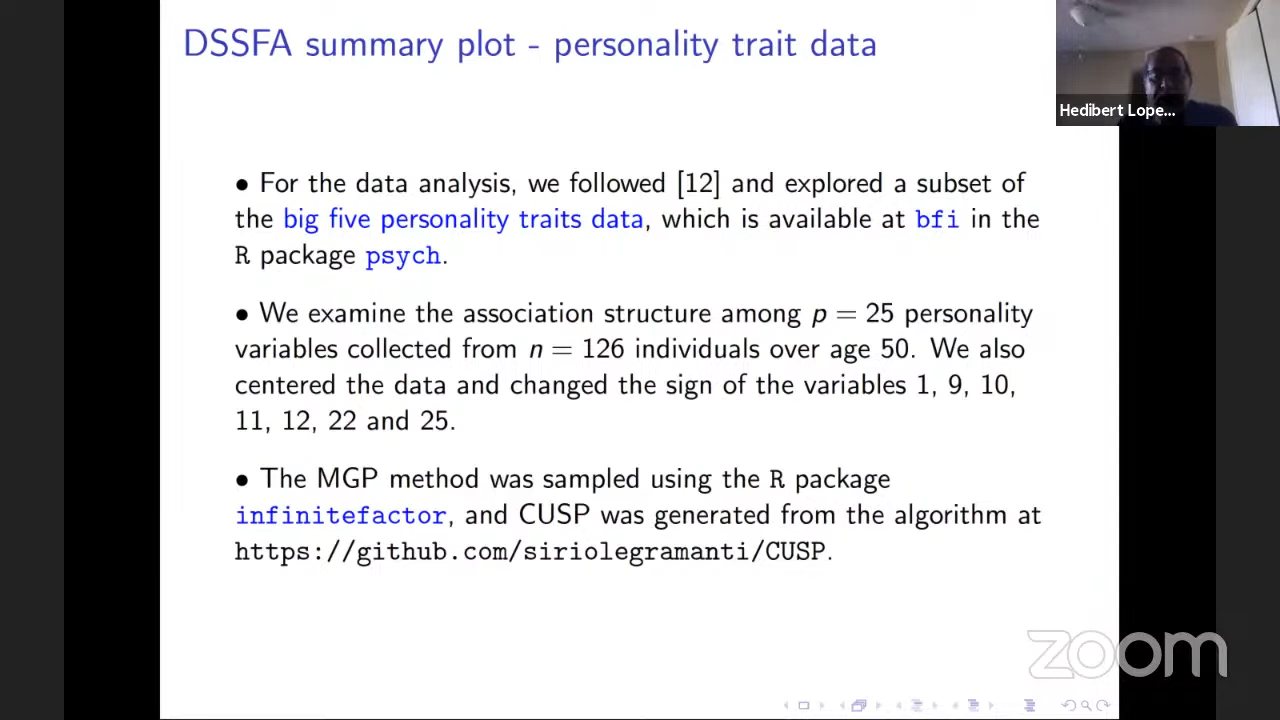 DSSFA summary plot - personality trait data
Hedibert Lope...
• For the data analysis, we followed [12] and explored a subset of
the big five personality traits data, which is available at bfi in the
R package psych.
• We examine the association structure among p = 25 personality
variables collected from n = 126 individuals over age 50. We also
centered the data and changed the sign of the variables 1, 9, 10,
11, 12, 22 and 25.
• The MGP method was sampled using the R package
infinitefactor, and CUSP was generated from the algorithm at
https://github.com/siriolegramanti/CUSP.
zoom